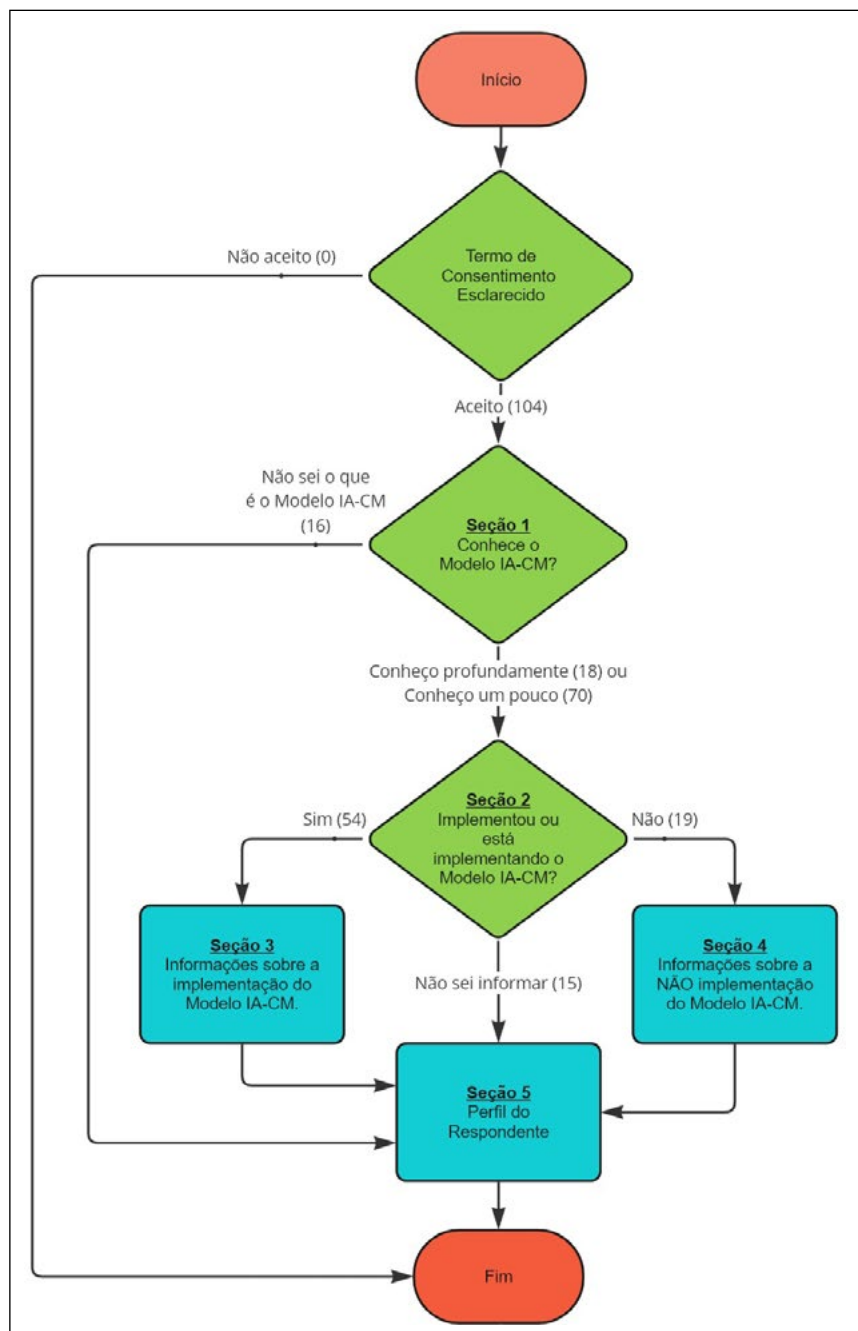 Início
Termo de
Consentimento
Esclarecido
Não aceito (0)
Aceito (104)
Não sei o que
é o Modelo IA-CM
(16)
Seção 1
Conhece o
Modelo IA-CM?
Conheço profundamente (18) ou
Conheço um pouco (70)
Seção 2
Implementou ou
está
implementando o
Modelo IA-CM?
Sim (54)
Não (19)
Seção 3
Informações sobre a
implementação do
Modelo IA-CM.
Não sei informar (15)
Seção 4
Informações sobre a
NÃO implementação
do Modelo IA-CM.
Seção 5
Perfil do
Respondente
Fim